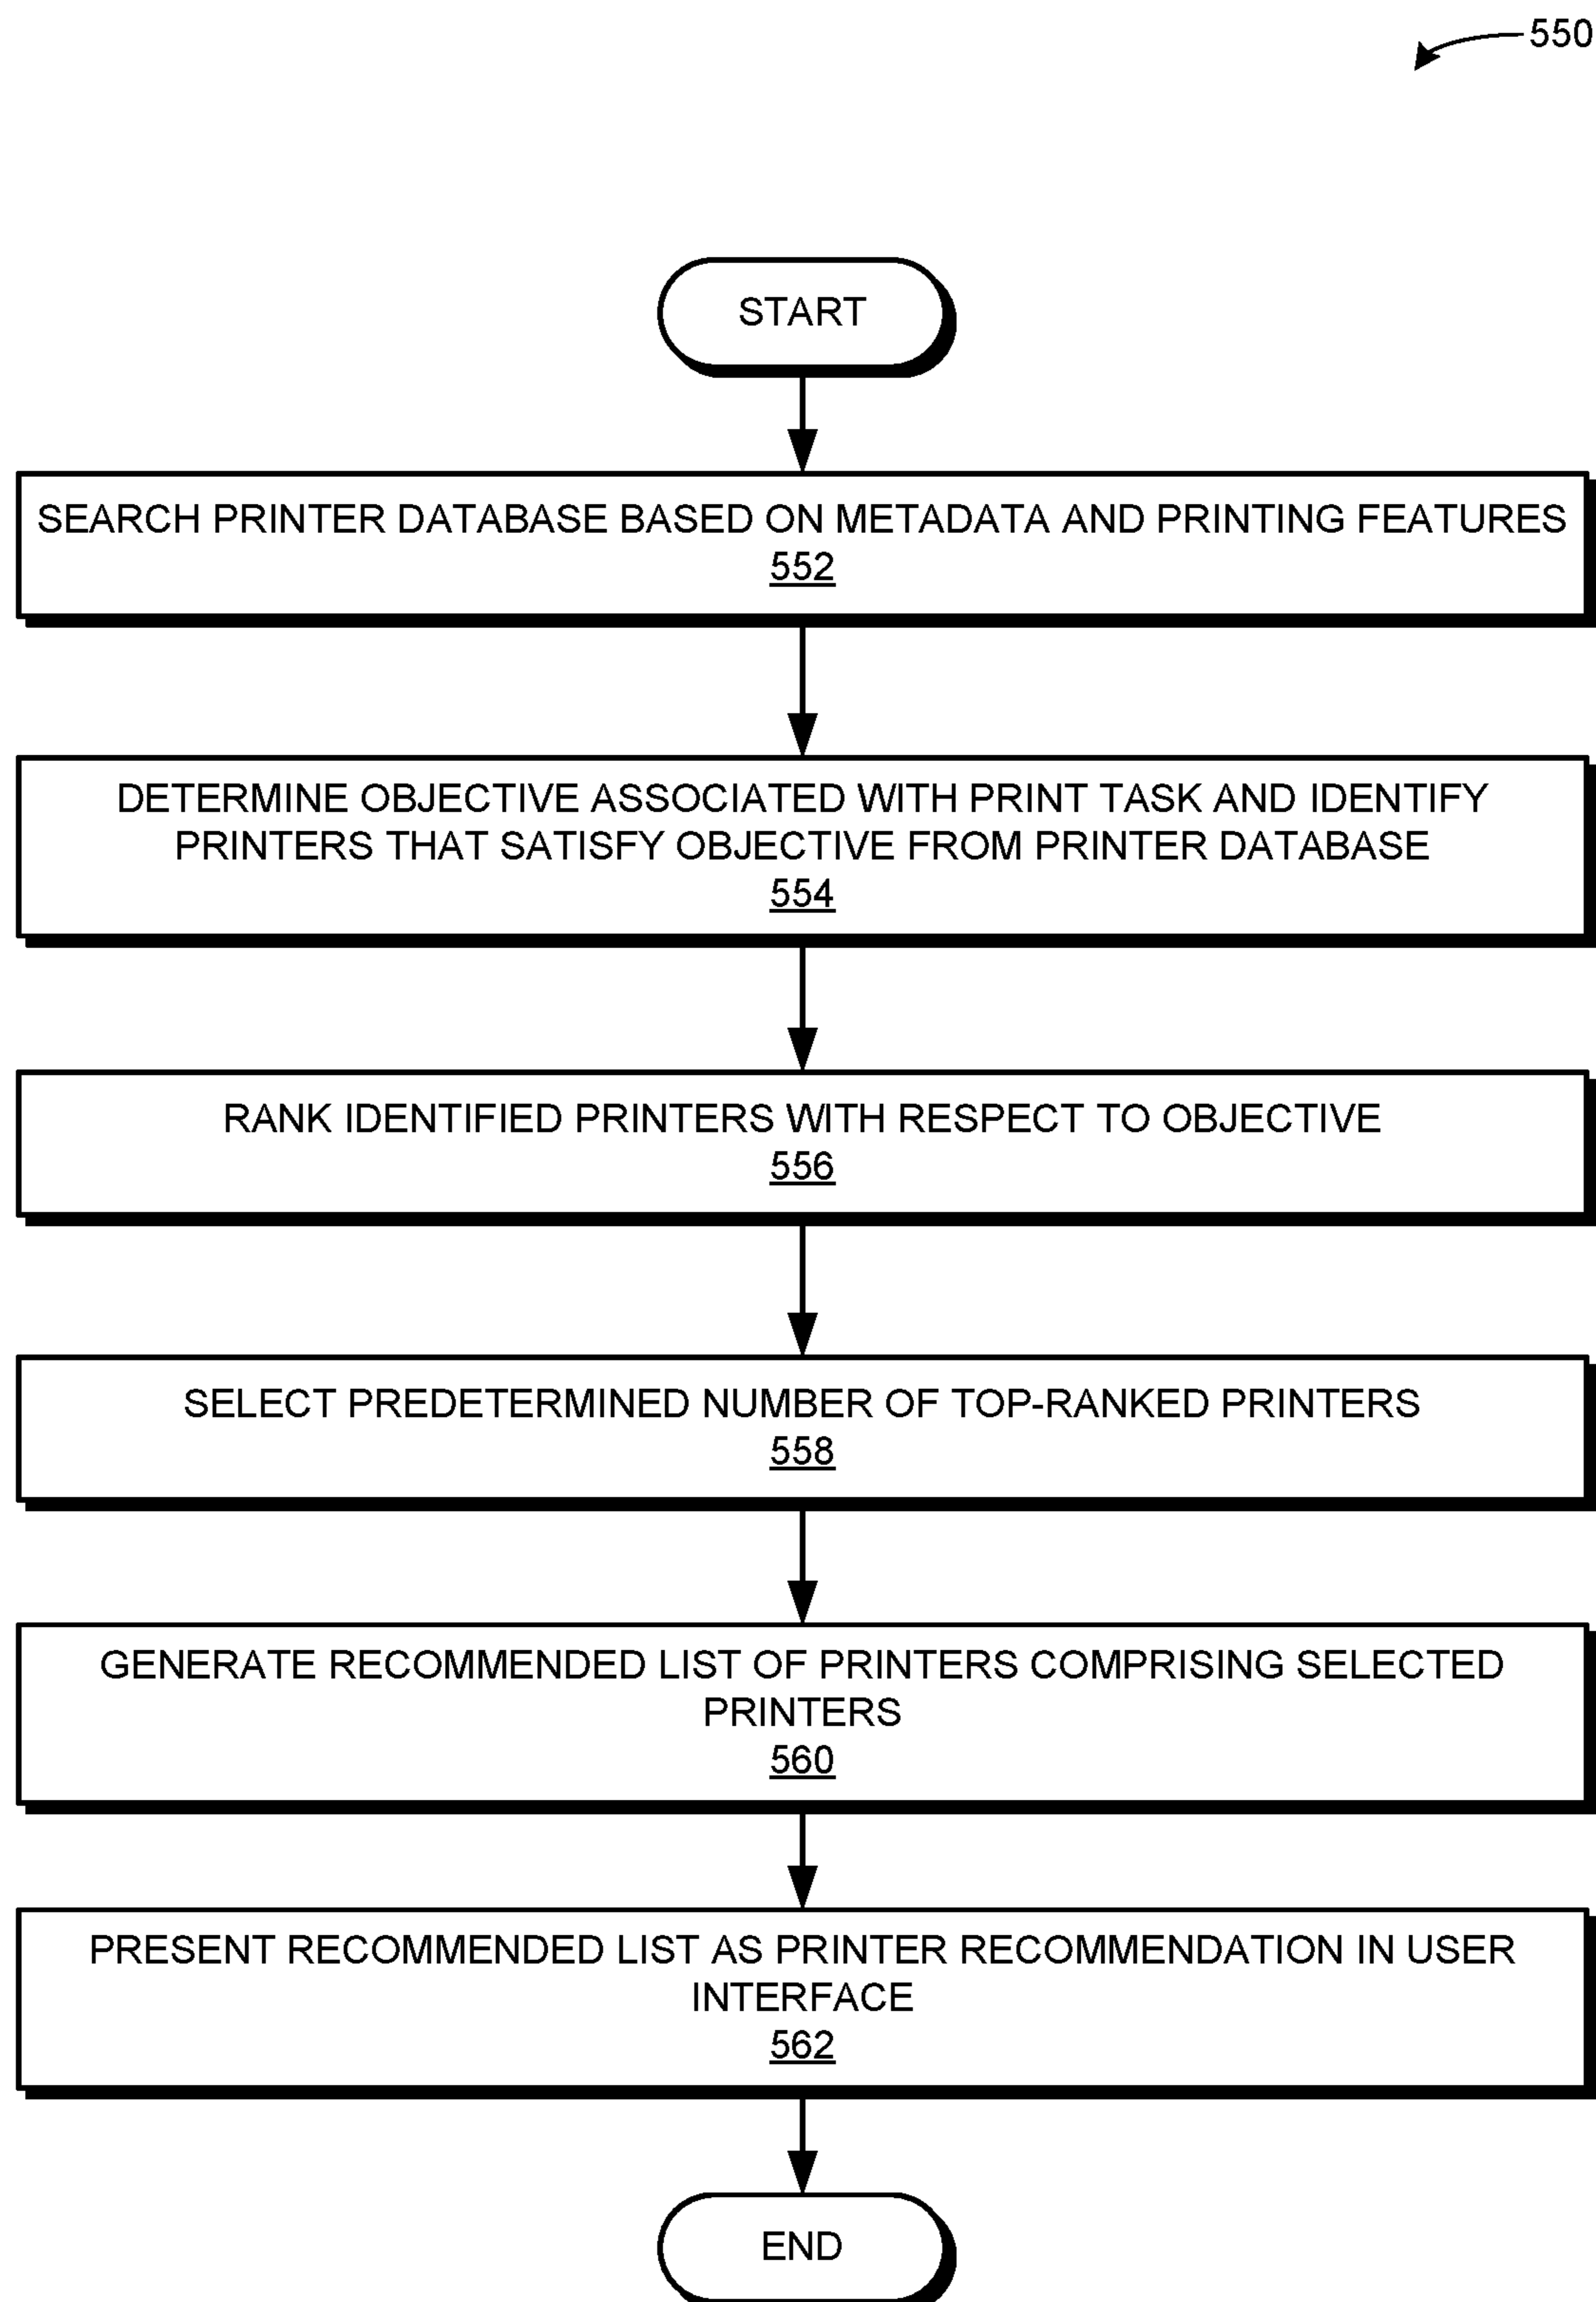 550
START
SEARCH PRINTER DATABASE BASED ON METADATA AND PRINTING FEATURES
552
DETERMINE OBJECTIVE ASSOCIATED WITH PRINT TASK AND IDENTIFY
PRINTERS THAT SATISFY OBJECTIVE FROM PRINTER DATABASE
554
RANK IDENTIFIED PRINTERS WITH RESPECT TO OBJECTIVE
556
SELECT PREDETERMINED NUMBER OF TOP-RANKED PRINTERS
558
GENERATE RECOMMENDED LIST OF PRINTERS COMPRISING SELECTED
PRINTERS
560
PRESENT RECOMMENDED LIST AS PRINTER RECOMMENDATION IN USER
INTERFACE
562
END